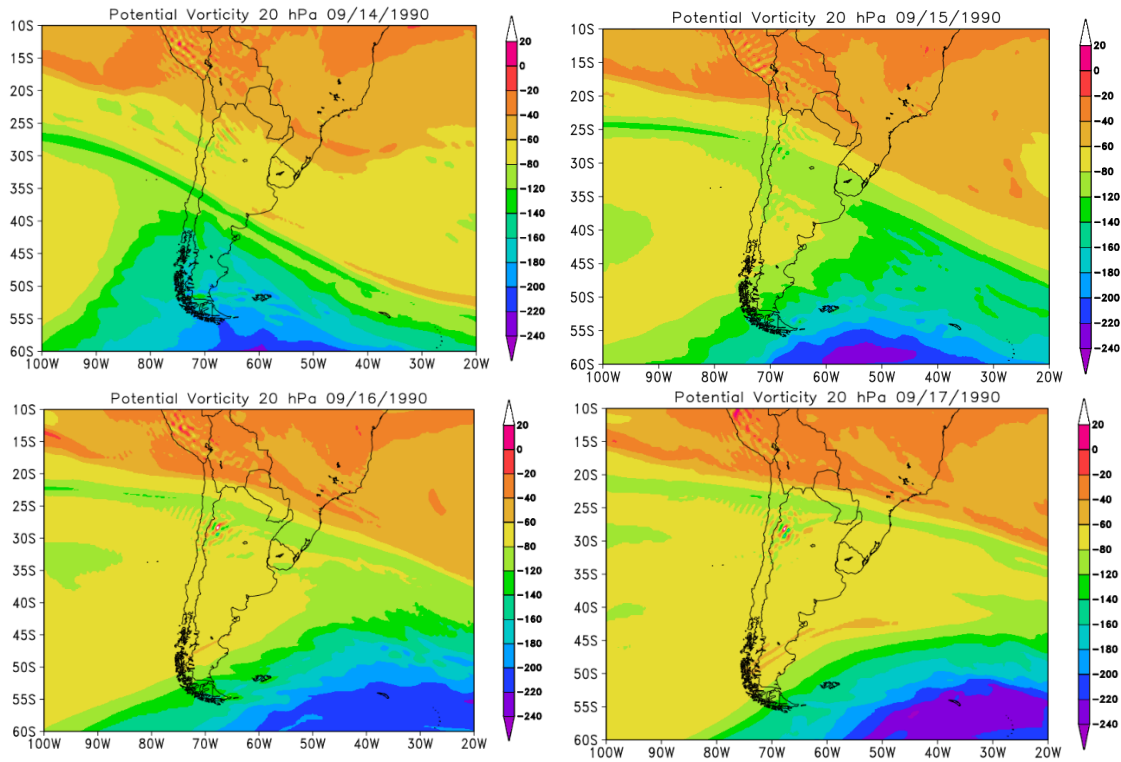 Potential Vorticity 20 hPa 09/14/1990
10S
15S
20S
25S
30S
35S
40S
45S
50S
55S
60S
100W 90W 80W 70W 60W 50W 40W 30W 20W
20
0
-20
-40
-60
-80
-120
-140
-160
-180
-200
-220
-240
Potential Vorticity 20 hPa 09/15/1990
10S
15S
20S
25S
30S
35S
40S
45S
50S
55S
60S
100W 90W 80W 70W 60W 50W 40W 30W 20W
20
0
-20
-40
-60
-80
-120
-140
-160
-180
-200
-220
-240
Potential Vorticity 20 hPa 09/16/1990
10S
15S
20S
25S
30S
35S
40S
45S
50S
55S
60S
100W 90W 80W 70W 60W 50W 40W 30W 20W
20
0
-20
-40
-60
-80
-120
-140
-160
-180
-200
-220
-240
Potential Vorticity 20 hPa 09/17/1990
10S
15S
20S
25S
30S
35S
40S
45S
50S
55S
60S
100W 90W 80W 70W 60W 50W 40W 30W 20W
20
0
-20
-40
-60
-80
-120
-140
-160
-180
-200
-220
-240